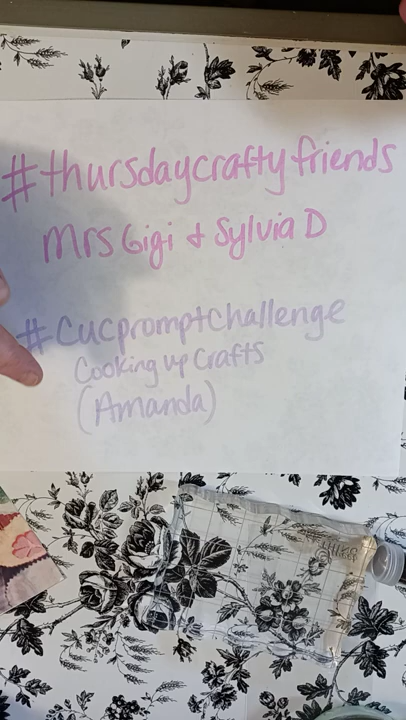 #thursdaycraftyfriends
Mrs Gigi & Sylvia D
#Cucpromptchallenge
Cooking up Crafts
(Amanda)